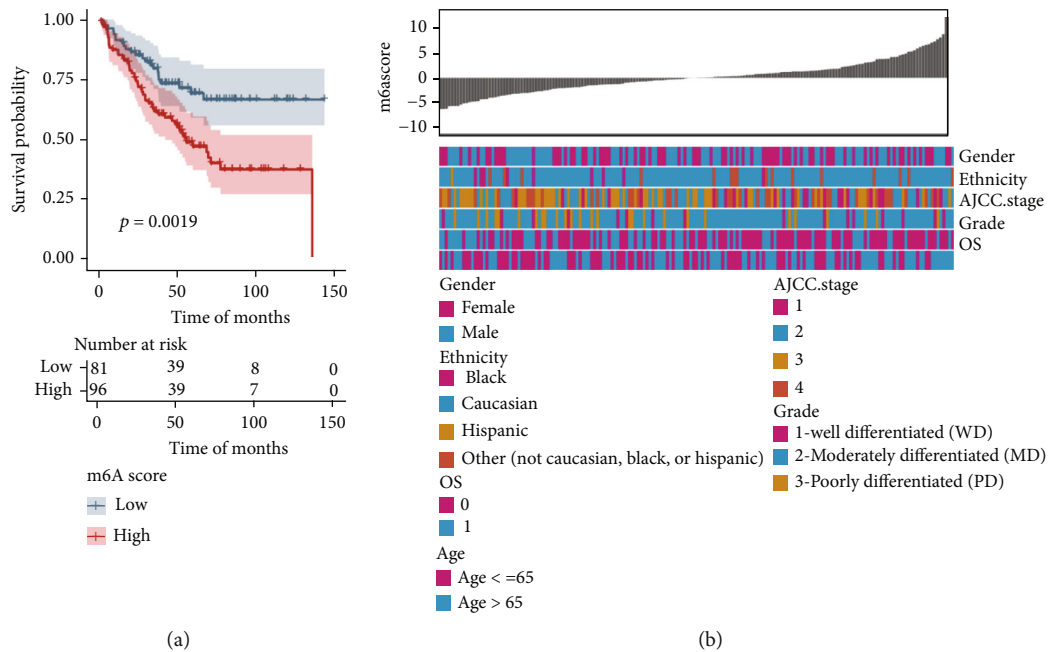 1.00
0.75
0.50
0.25
0.00
Survival probability
p = 0.0019
0 50 100 150
Time of months
Number at risk
Low 81 39 8 0
High 96 39 7 0
0 50 100 150
Time of months
m6A score
Low
High
(a)
10
5
0
−5
−10
m6ascore
Gender
Ethnicity
AJCC.stage
Grade
OS
Gender
Female
Male
Ethnicity
Black
Caucasian
Hispanic
Other (not caucasian, black, or hispanic)
OS
0
1
Age
Age < =65
Age > 65
AJCC.stage
1
2
3
4
Grade
1-well differentiated (WD)
2-Moderately differentiated (MD)
3-Poorly differentiated (PD)
(b)